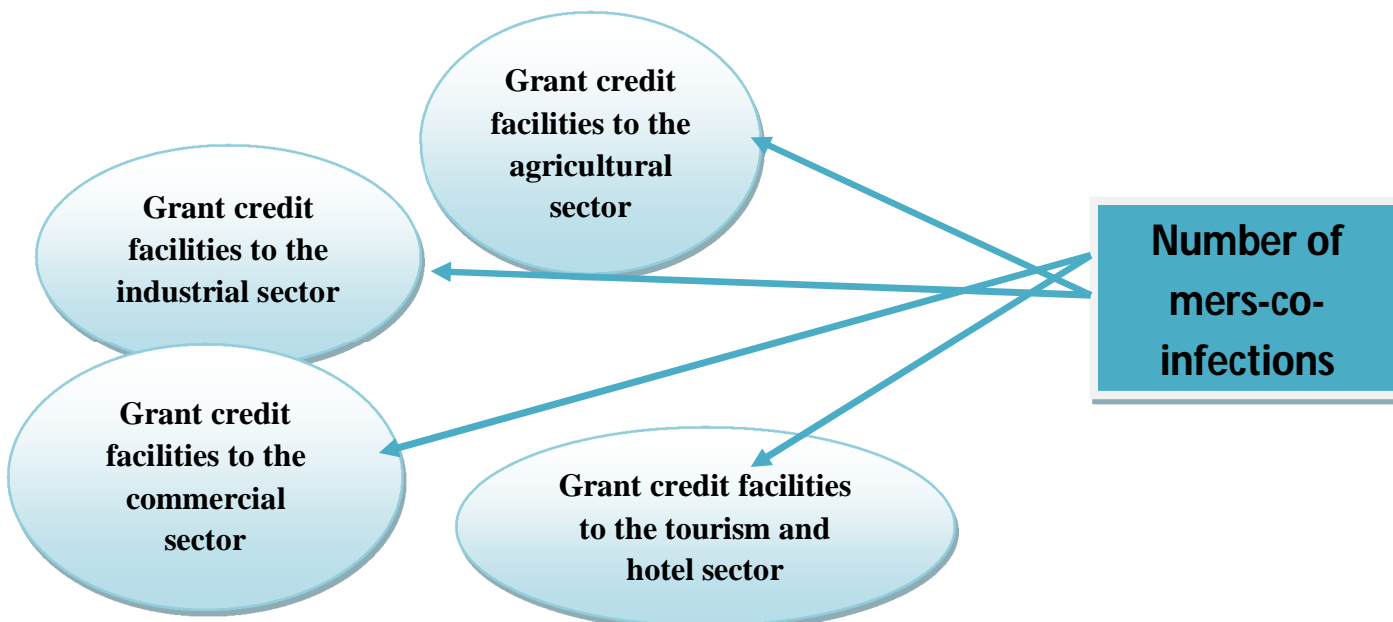 Grant credit
facilities to the
agricultural
sector
Grant credit
facilities to the
industrial sector
Number of
mers-co-
infections
Grant credit
facilities to the
commercial
sector
Grant credit facilities
to the tourism and
hotel sector